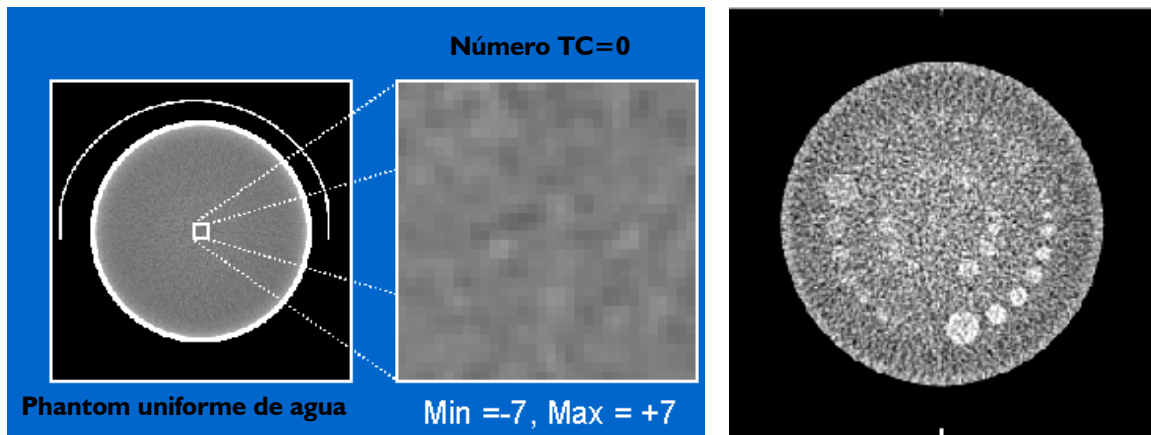 Número TC=0
Phantom uniforme de agua
Min =-7, Max = +7